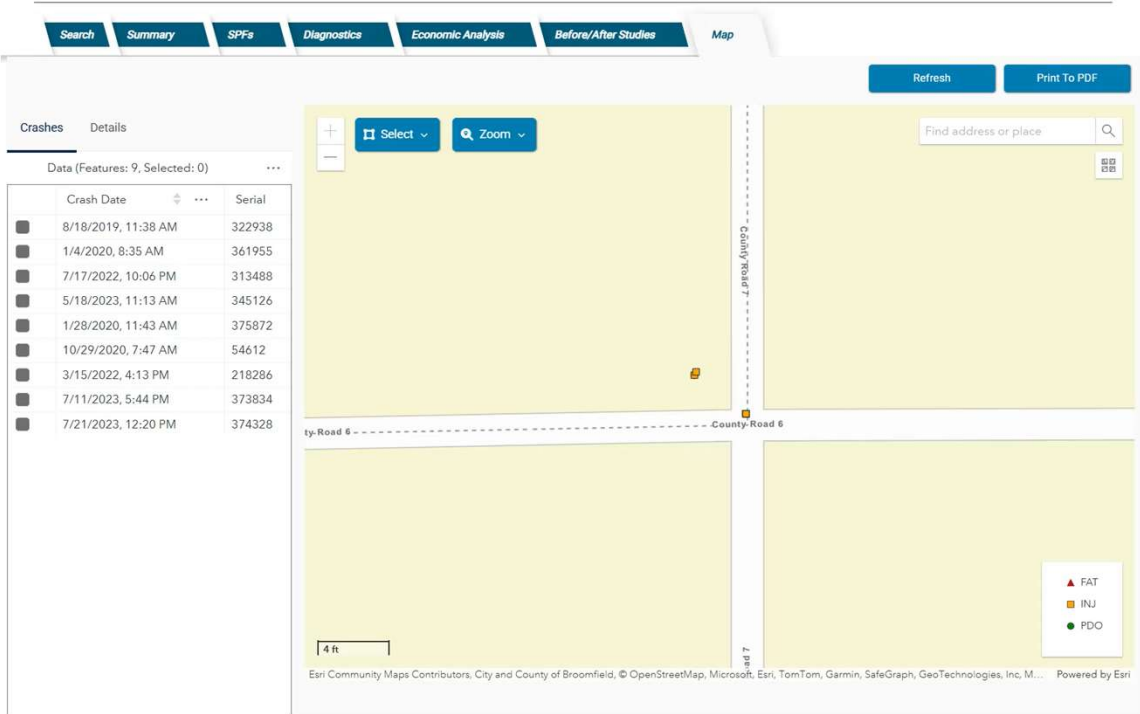 Search Summary SPFs Diagnostics Economic Analysis Before/After Studies Map
Refresh Print To PDF
Crashes Details
Data (Features: 9, Selected: 0) ...
Crash Date ... Serial
8/18/2019, 11:38 AM 322938
1/4/2020, 8:35 AM 361955
7/17/2022, 10:06 PM 313488
5/18/2023, 11:13 AM 345126
1/28/2020, 11:43 AM 375872
10/29/2020, 7:47 AM 54612
3/15/2022, 4:13 PM 218286
7/11/2023, 5:44 PM 373834
7/21/2023, 12:20 PM 374328
+
−
Select
Zoom
Find address or place
County Road 7
ty-Road 6
County-Road 6
FAT
INJ
PDO
4 ft
ad 7
Esri Community Maps Contributors, City and County of Broomfield, © OpenStreetMap, Microsoft, Esri, TomTom, Garmin, SafeGraph, GeoTechnologies, Inc, M... Powered by Esri